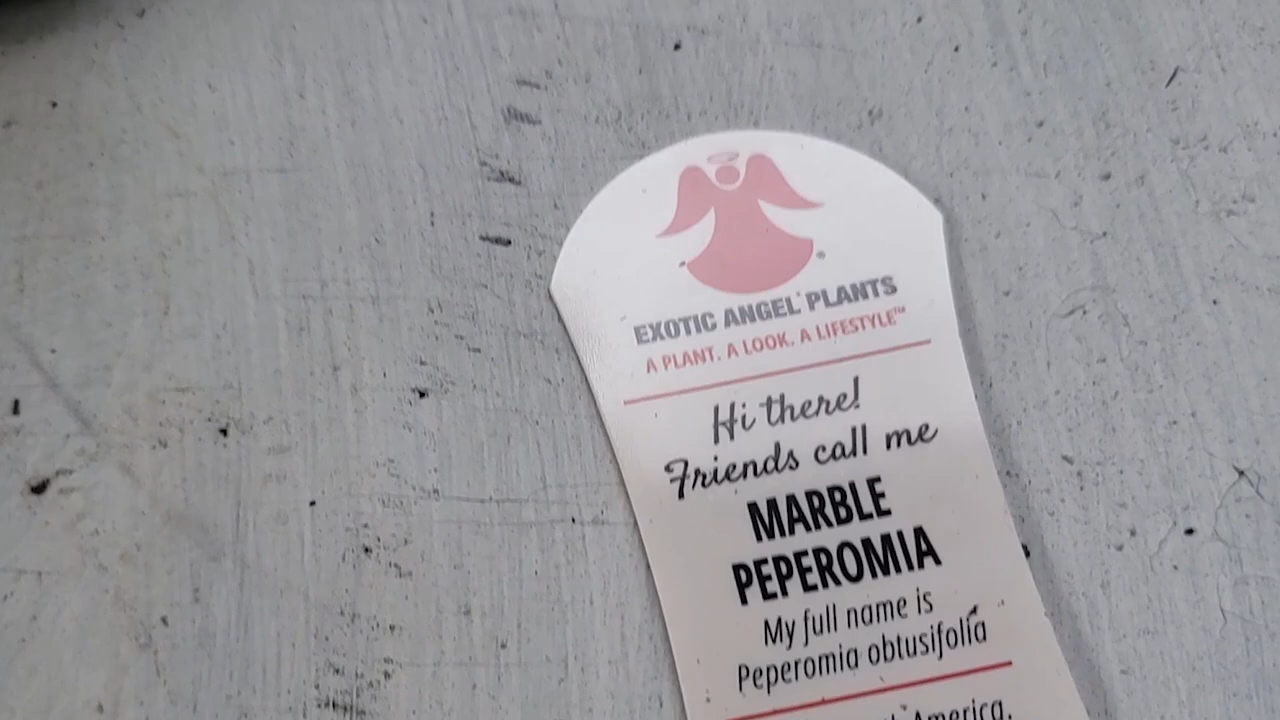 EXOTIC ANGEL® PLANTS
A PLANT. A LOOK. A LIFESTYLE™
Hi there!
Friends call me
MARBLE
PEPEROMIA
My full name is
Peperomia obtusifolia
America.